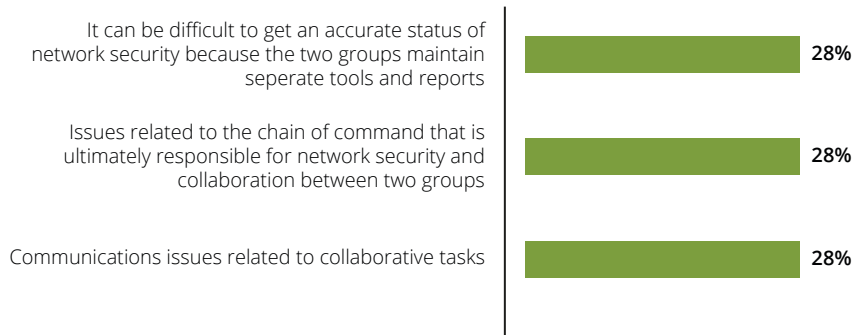 It can be difficult to get an accurate status of
network security because the two groups maintain
seperate tools and reports
28%
Issues related to the chain of command that is
ultimately responsible for network security and
collaboration between two groups
28%
Communications issues related to collaborative tasks
28%